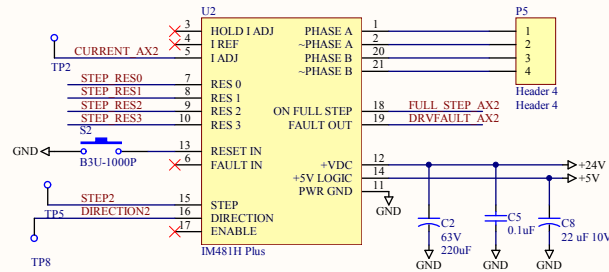 U2
P5
3 HOLD I ADJ PHASE A 1 1
4 I REF ~PHASE A 2 2
CURRENT_AX2 5 I ADJ PHASE B 20 3
TP2 ~PHASE B 21 4
STEP_RES0 7 RES 0
Header 4
STEP_RES1 8 RES 1
Header 4
STEP_RES2 9 RES 2 ON FULL STEP 18 FULL_STEP_AX2
STEP_RES3 10 RES 3 FAULT OUT 19 DRVFAULT_AX2
S2
GND 13 RESET IN
B3U-1000P 6 FAULT IN +VDC 12 +24V
+5V LOGIC 14 +5V
STEP2 15 STEP PWR GND 11
TP5 DIRECTION2 16 DIRECTION GND
17 ENABLE
C2 C5 C8
63V 0.1uF 22 uF 10V
220uF
TP8 IM481H Plus
GND GND GND